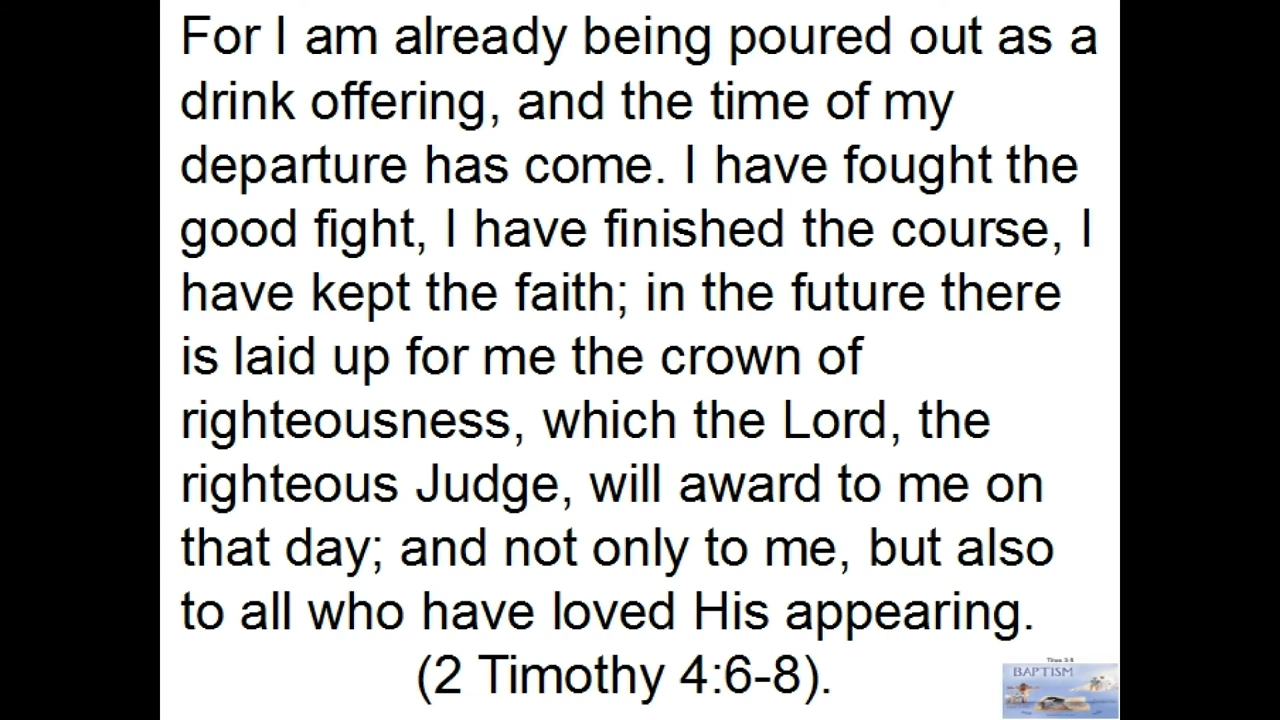 For I am already being poured out as a
drink offering, and the time of my
departure has come. I have fought the
good fight, I have finished the course, I
have kept the faith; in the future there
is laid up for me the crown of
righteousness, which the Lord, the
righteous Judge, will award to me on
that day; and not only to me, but also
to all who have loved His appearing.
(2 Timothy 4:6-8).
BAPTISM